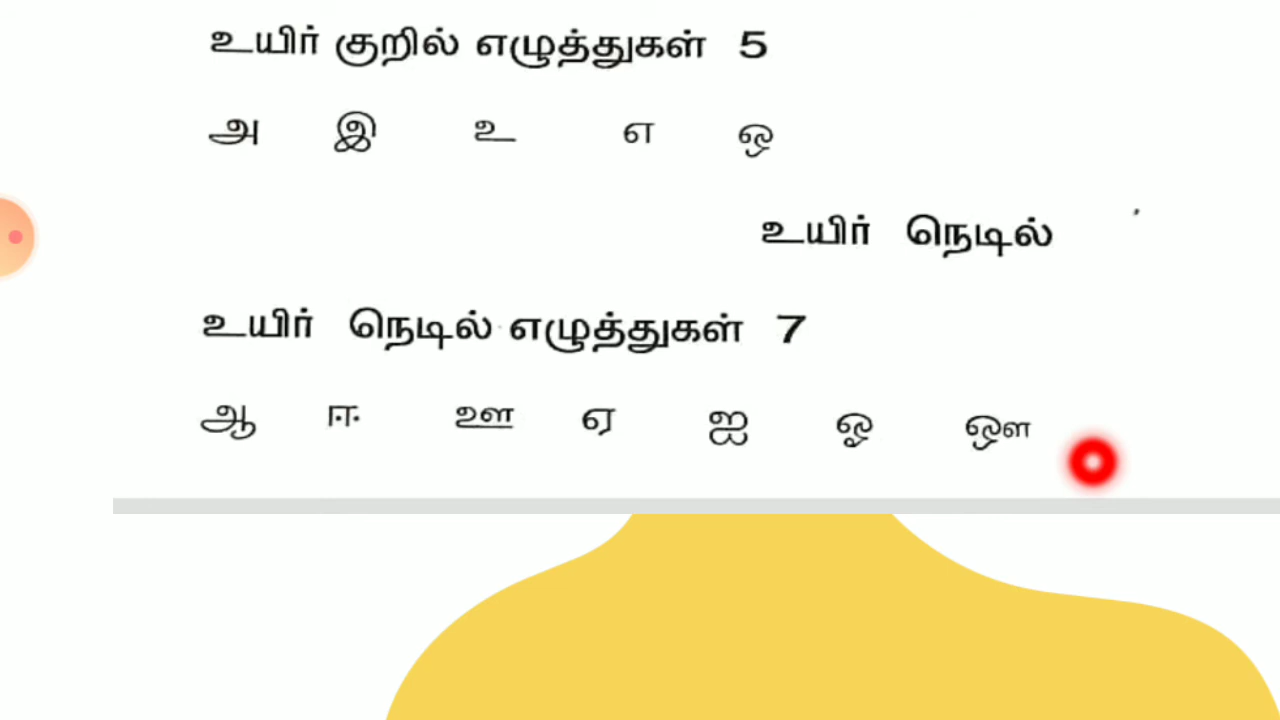 உயிர் குறில் எழுத்துகள் 5
அ இ உ எ ஒ
உயிர் நெடில்
உயிர் நெடில் எழுத்துகள் 7
ஆ ஈ ஊ ஏ ஐ ஓ ஔ